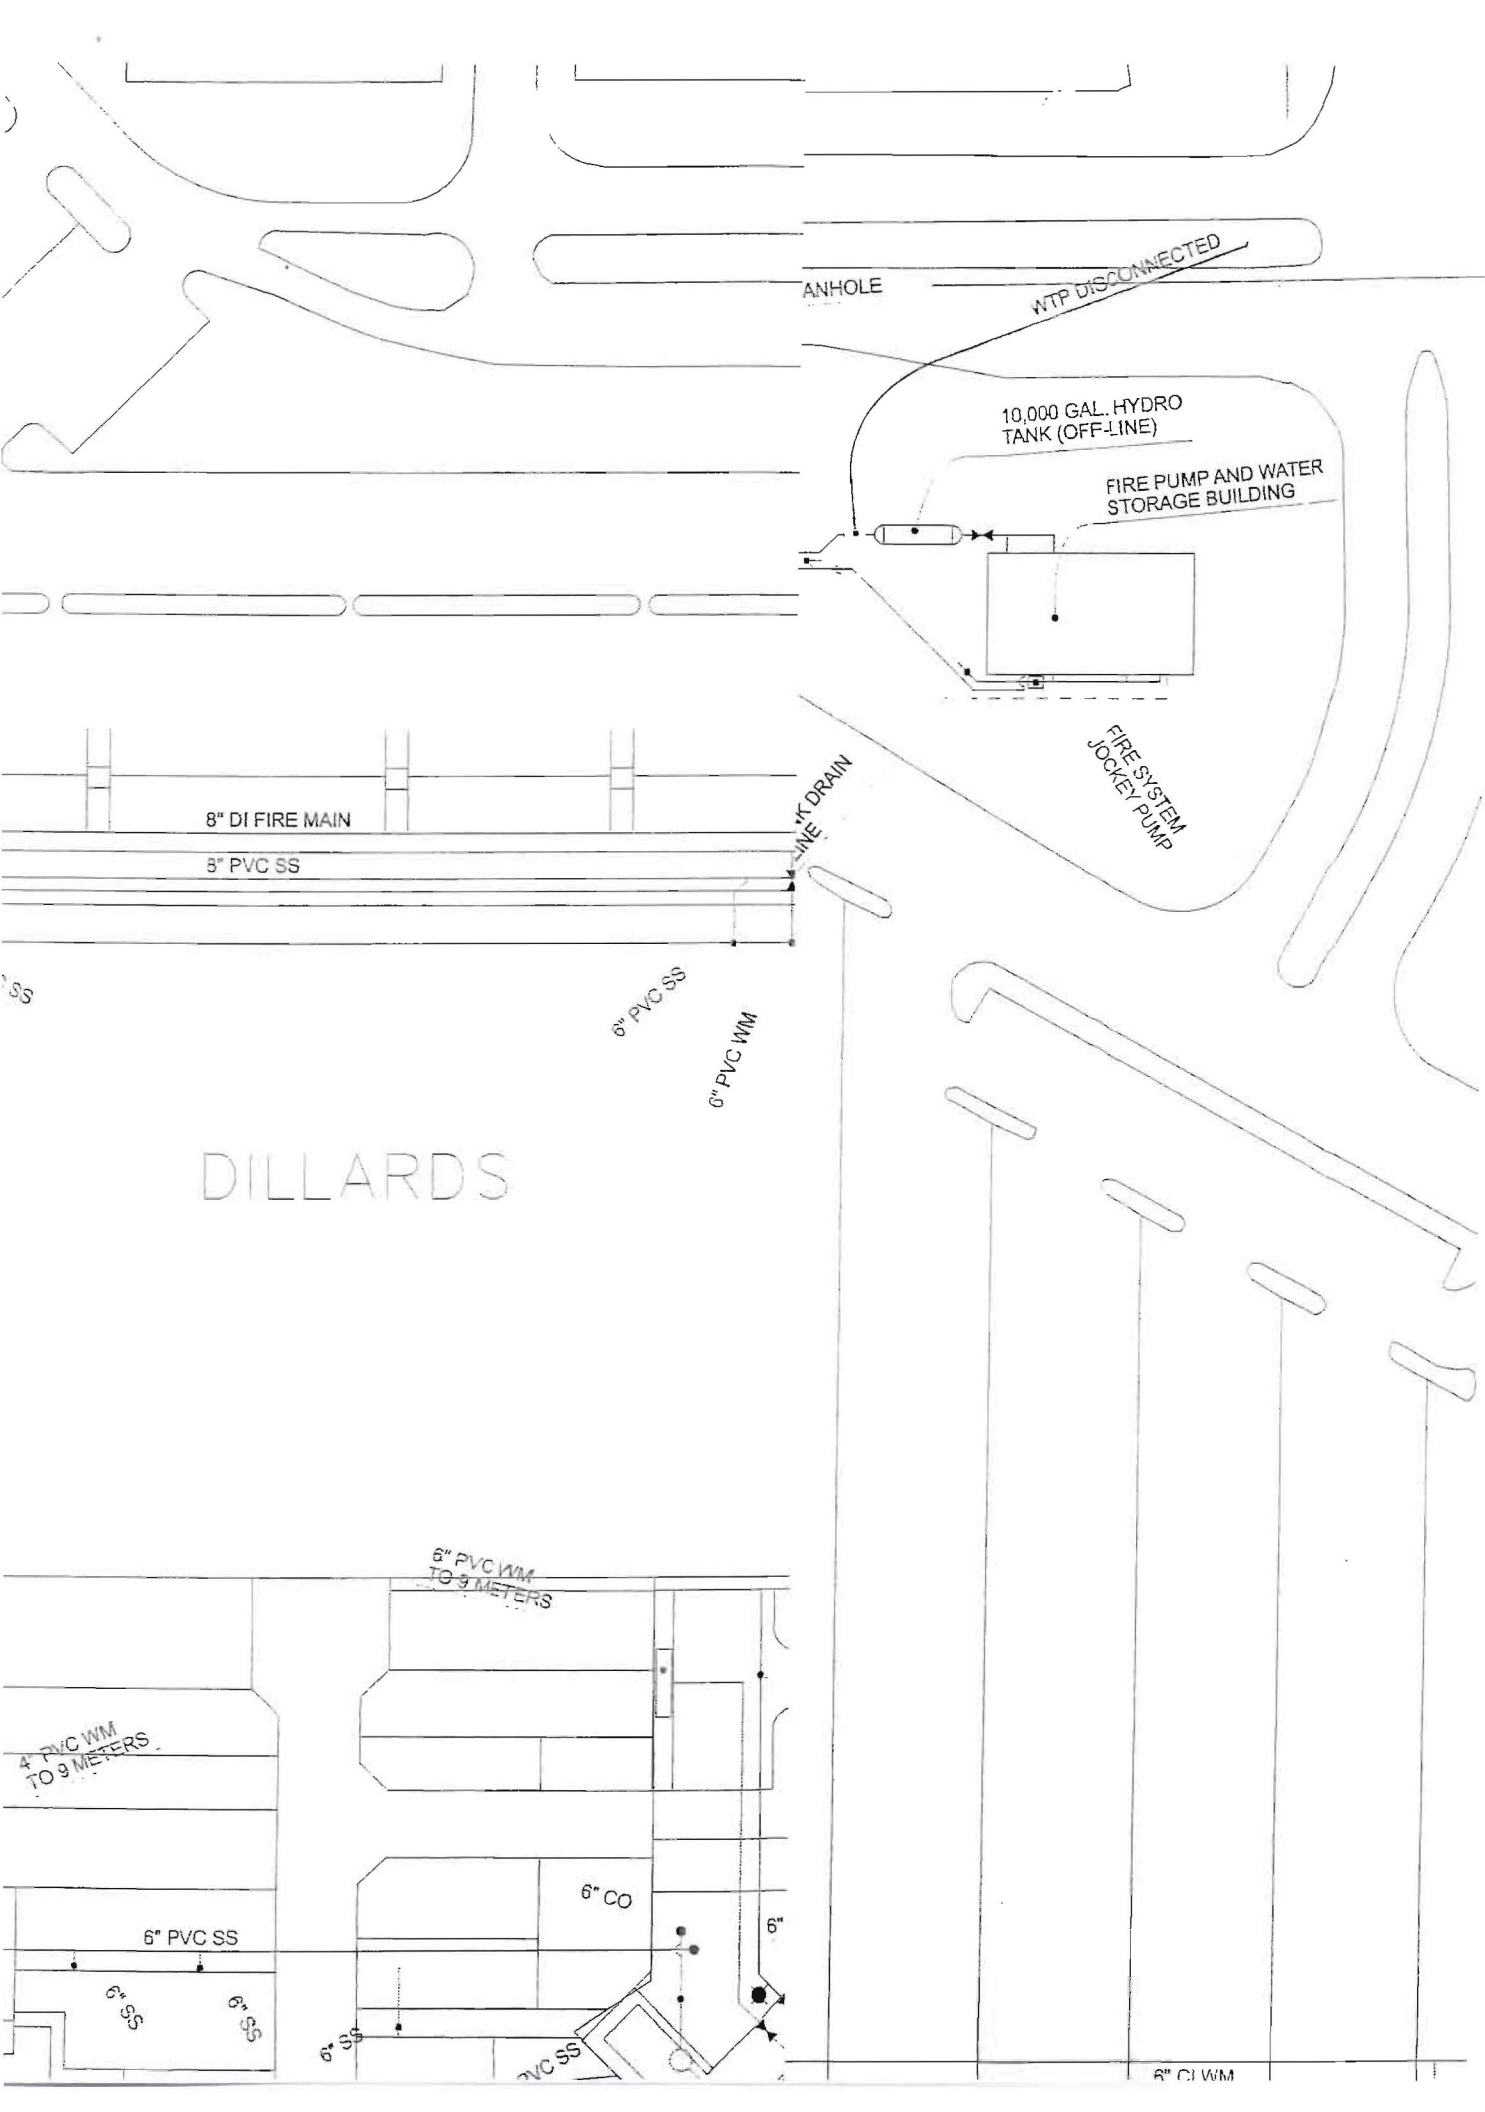 ANHOLE
WTP DISCONNECTED
10,000 GAL. HYDRO
TANK (OFF-LINE)
FIRE PUMP AND WATER
STORAGE BUILDING
FIRE SYSTEM
JOCKEY PUMP
K DRAIN
LINE
8" DI FIRE MAIN
8" PVC SS
SS
6" PVC SS
6" PVC WM
DILLARDS
6" PVC WM
TO 9 METERS
4" PVC WM
TO 9 METERS
6" CO
6"
6" PVC SS
6" SS
6" SS
6" SS
PVC SS
6" CI WM